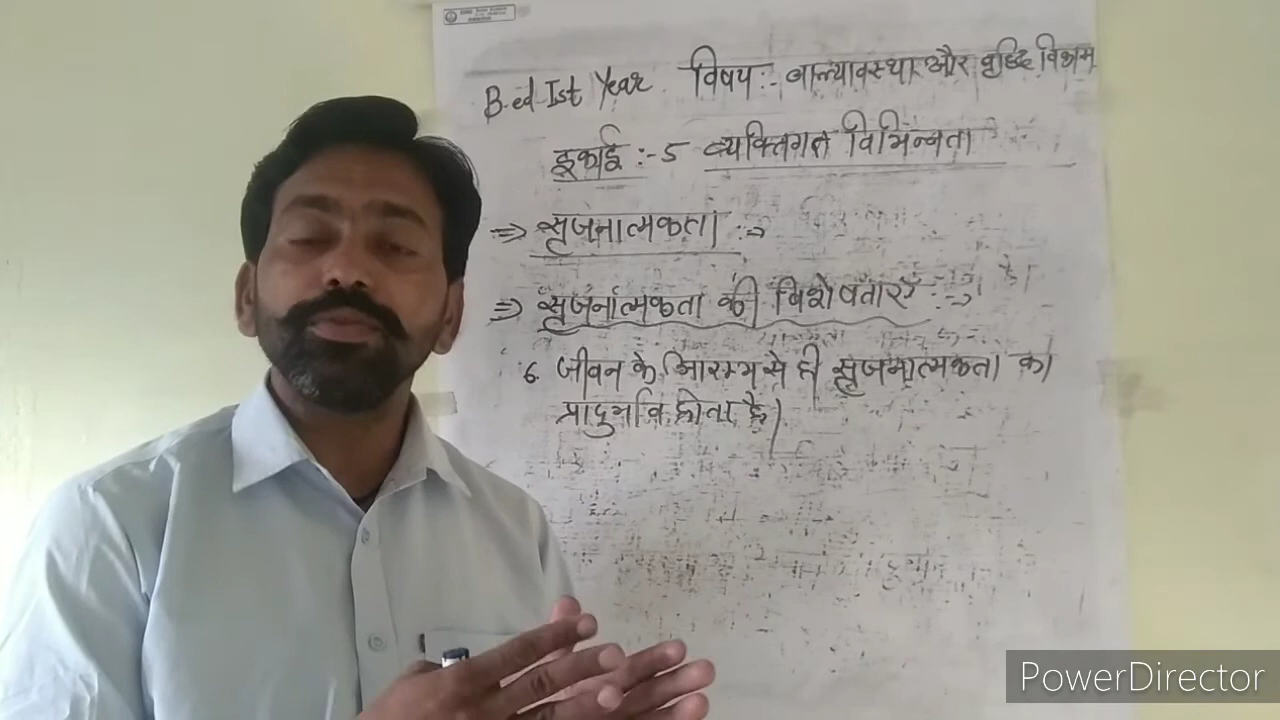 B.ed Ist Year विषय :- बाल्यावस्था और वृद्धि विकास
इकाई :- 5 व्यक्तिगत विभिन्नता
⇒ सृजनात्मकता :→
⇒ सृजनात्मकता की विशेषताएँ :→
6. जीवन के आरम्भ से ही सृजनात्मकता का
प्रादुर्भाव होता है।
PowerDirector